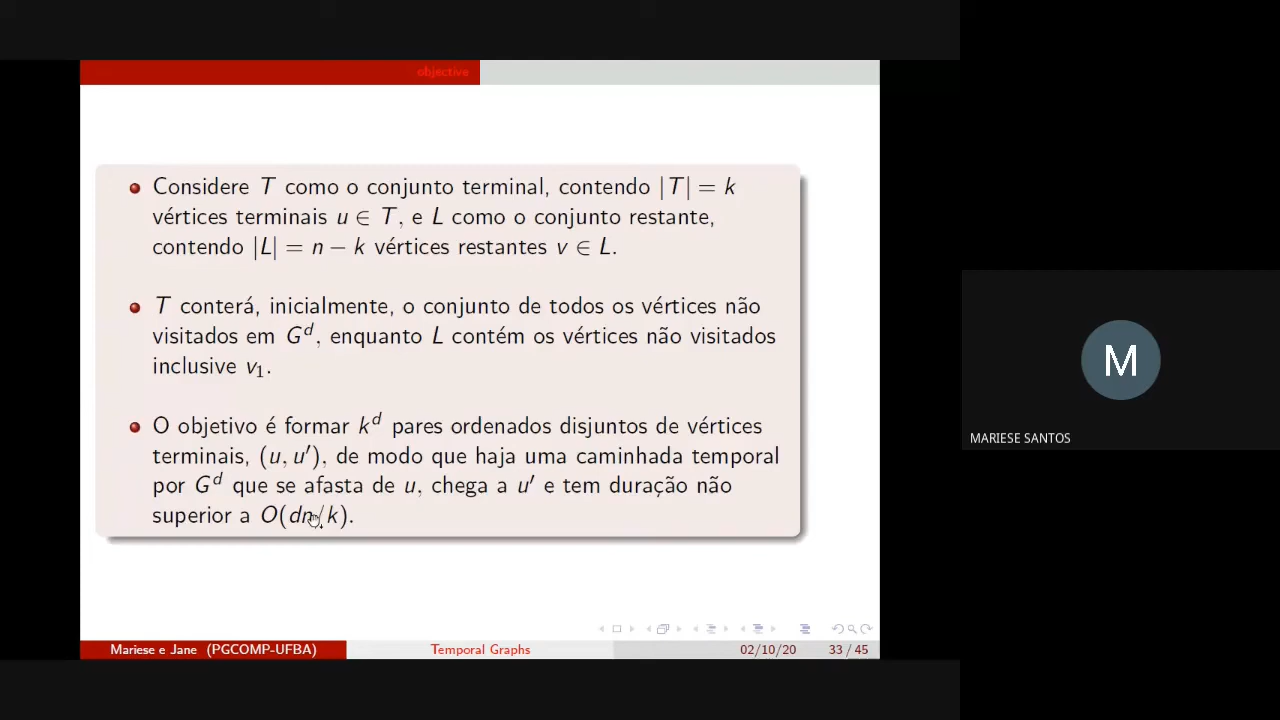 objective
Considere T como o conjunto terminal, contendo |T| = k
vértices terminais u ∈ T, e L como o conjunto restante,
contendo |L| = n − k vértices restantes v ∈ L.
T conterá, inicialmente, o conjunto de todos os vértices não
visitados em G^d, enquanto L contém os vértices não visitados
inclusive v₁.
O objetivo é formar k^d pares ordenados disjuntos de vértices
terminais, (u, u′), de modo que haja uma caminhada temporal
por G^d que se afasta de u, chega a u′ e tem duração não
superior a O(dn/k).
M
MARIESE SANTOS
Mariese e Jane (PGCOMP-UFBA) Temporal Graphs 02/10/20 33 / 45